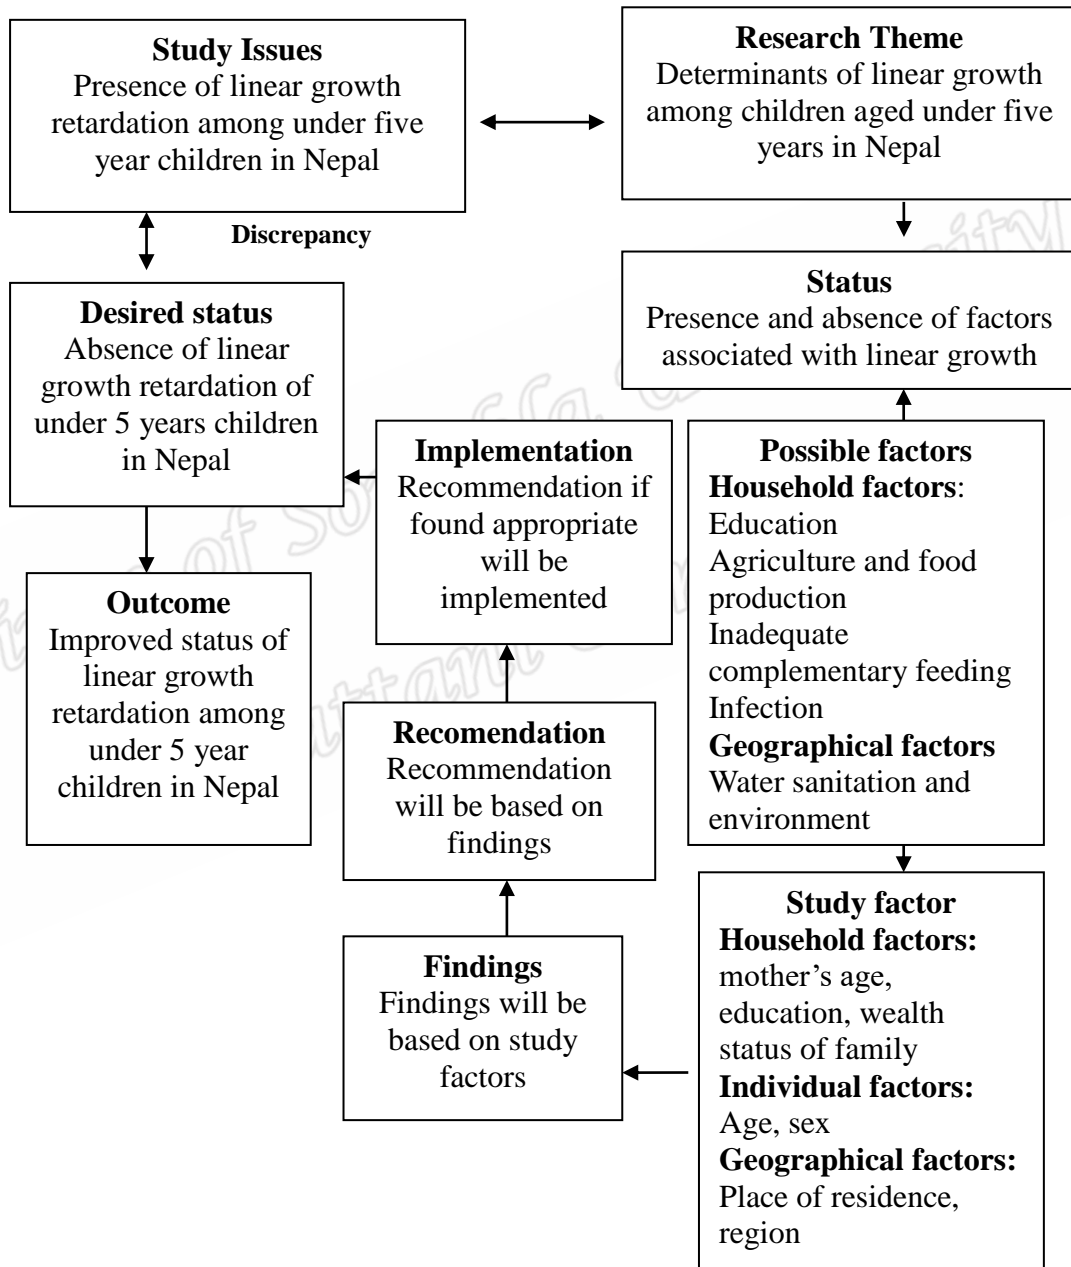 Study Issues
Presence of linear growth
retardation among under five
year children in Nepal
Research Theme
Determinants of linear growth
among children aged under five
years in Nepal
Discrepancy
Desired status
Absence of linear
growth retardation of
under 5 years children
in Nepal
Status
Presence and absence of factors
associated with linear growth
Implementation
Recommendation if
found appropriate
will be
implemented
Possible factors
Household factors:
Education
Agriculture and food
production
Inadequate
complementary feeding
Infection
Geographical factors
Water sanitation and
environment
Outcome
Improved status of
linear growth
retardation among
under 5 year
children in Nepal
Recomendation
Recommendation
will be based on
findings
Study factor
Household factors:
mother’s age,
education, wealth
status of family
Individual factors:
Age, sex
Geographical factors:
Place of residence,
region
Findings
Findings will be
based on study
factors